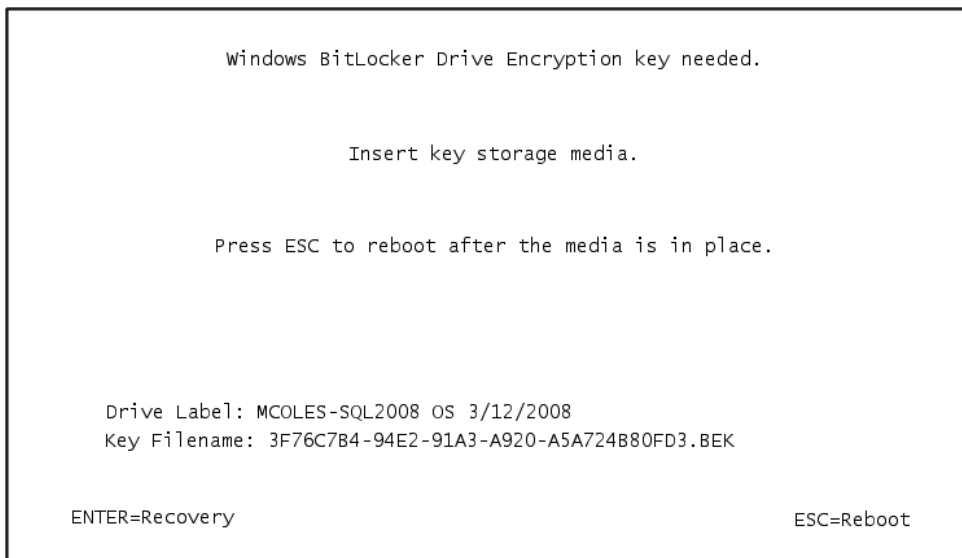 Windows BitLocker Drive Encryption key needed.
Insert key storage media.
Press ESC to reboot after the media is in place.
Drive Label: MCOLES-SQL2008 OS 3/12/2008
Key Filename: 3F76C7B4-94E2-91A3-A920-A5A724B80FD3.BEK
ENTER=Recovery
ESC=Reboot